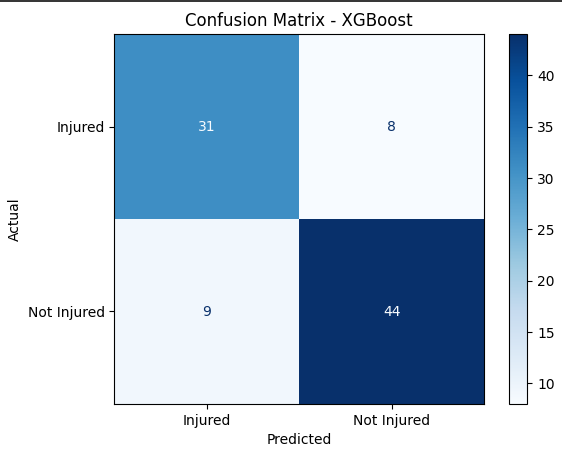 Confusion Matrix - XGBoost
Injured
31
8
Actual
Not Injured
9
44
Injured
Not Injured
Predicted
40
35
30
25
20
15
10